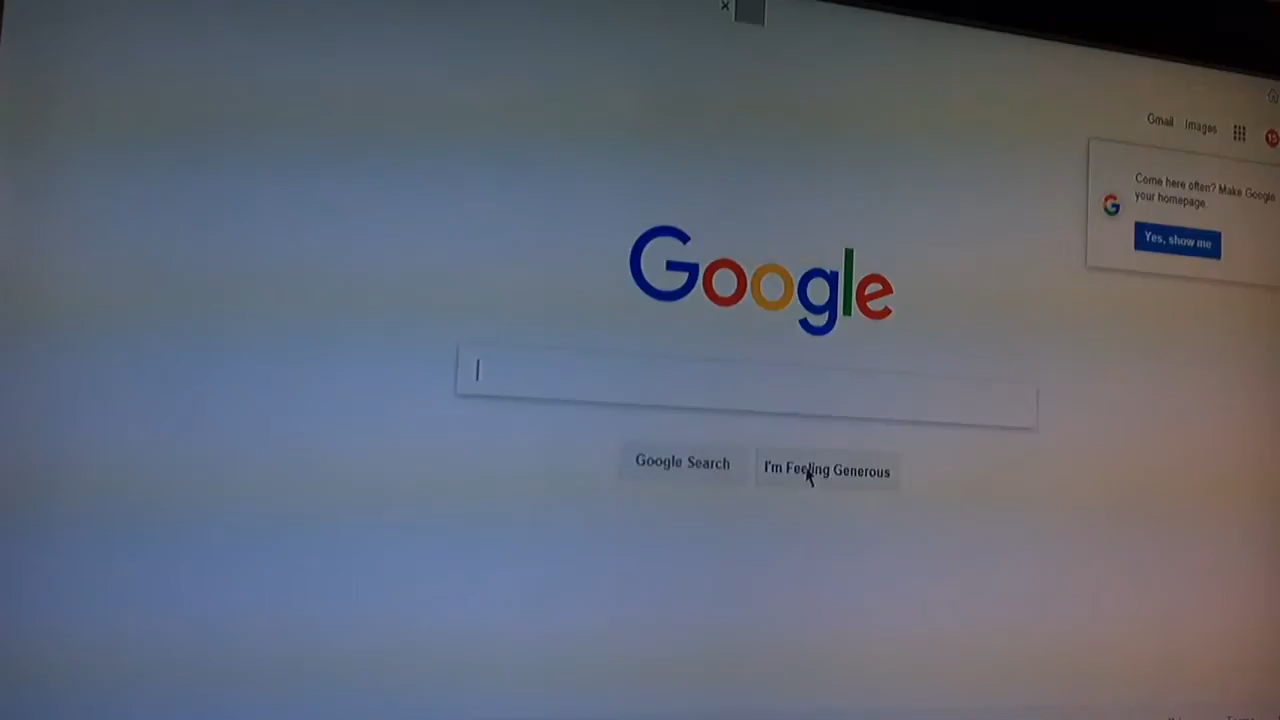 Gmail Images
Come here often? Make Google
your homepage.
Yes, show me
Google
Google Search
I'm Feeling Generous